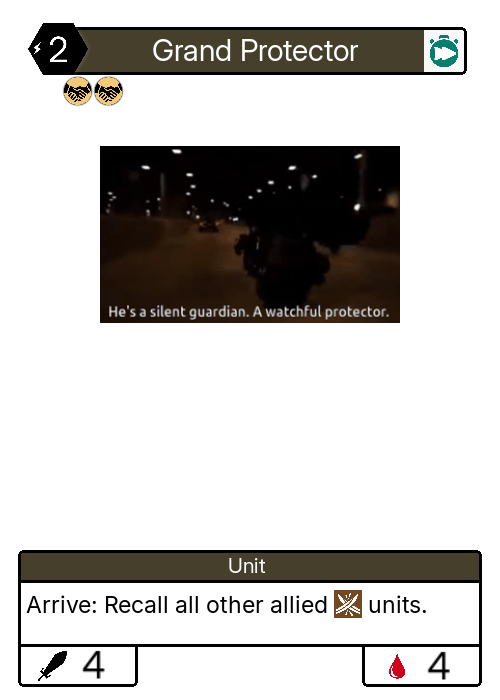 2
Grand Protector
He's a silent guardian. A watchful protector.
Unit
Arrive: Recall all other allied units.
4
4